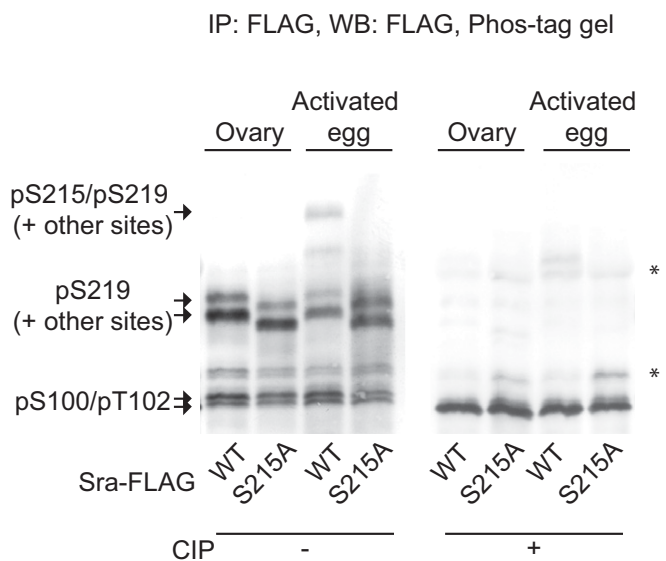 IP: FLAG, WB: FLAG, Phos-tag gel
Activated Activated
Ovary egg Ovary egg
pS215/pS219
(+ other sites)
pS219
(+ other sites)
*
*
pS100/pT102
Sra-FLAG WT S215A WT S215A WT S215A WT S215A
CIP - +